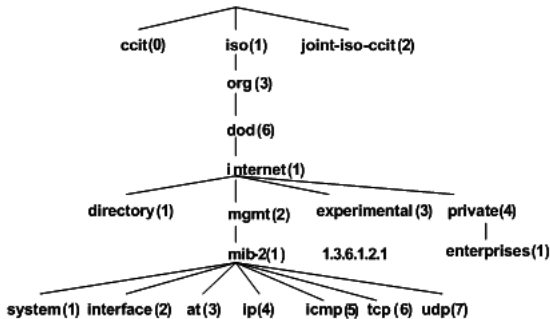 ccit(0) iso(1) joint-iso-ccit(2)
org(3)
dod(6)
internet(1)
directory(1) mgmt(2) experimental(3) private(4)
mib-2(1) 1.3.6.1.2.1 enterprises(1)
system(1) interface(2) at(3) ip(4) icmp(5) tcp(6) udp(7)